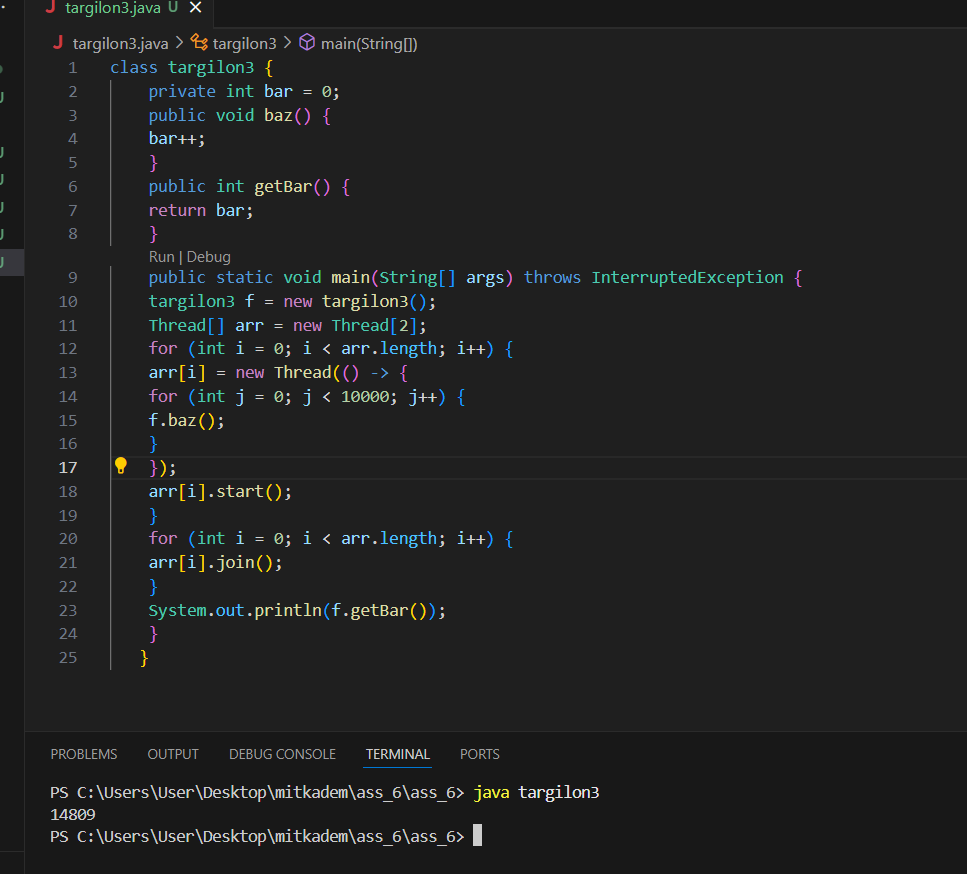 J targilon3.java U ×
J targilon3.java > targilon3 > main(String[])
1 class targilon3 {
2 private int bar = 0;
3 public void baz() {
4 bar++;
5 }
6 public int getBar() {
7 return bar;
8 }
Run | Debug
9 public static void main(String[] args) throws InterruptedException {
10 targilon3 f = new targilon3();
11 Thread[] arr = new Thread[2];
12 for (int i = 0; i < arr.length; i++) {
13 arr[i] = new Thread(() -> {
14 for (int j = 0; j < 10000; j++) {
15 f.baz();
16 }
17 });
18 arr[i].start();
19 }
20 for (int i = 0; i < arr.length; i++) {
21 arr[i].join();
22 }
23 System.out.println(f.getBar());
24 }
25 }
PROBLEMS OUTPUT DEBUG CONSOLE TERMINAL PORTS
PS C:\Users\User\Desktop\mitkadem\ass_6\ass_6> java targilon3
14809
PS C:\Users\User\Desktop\mitkadem\ass_6\ass_6>